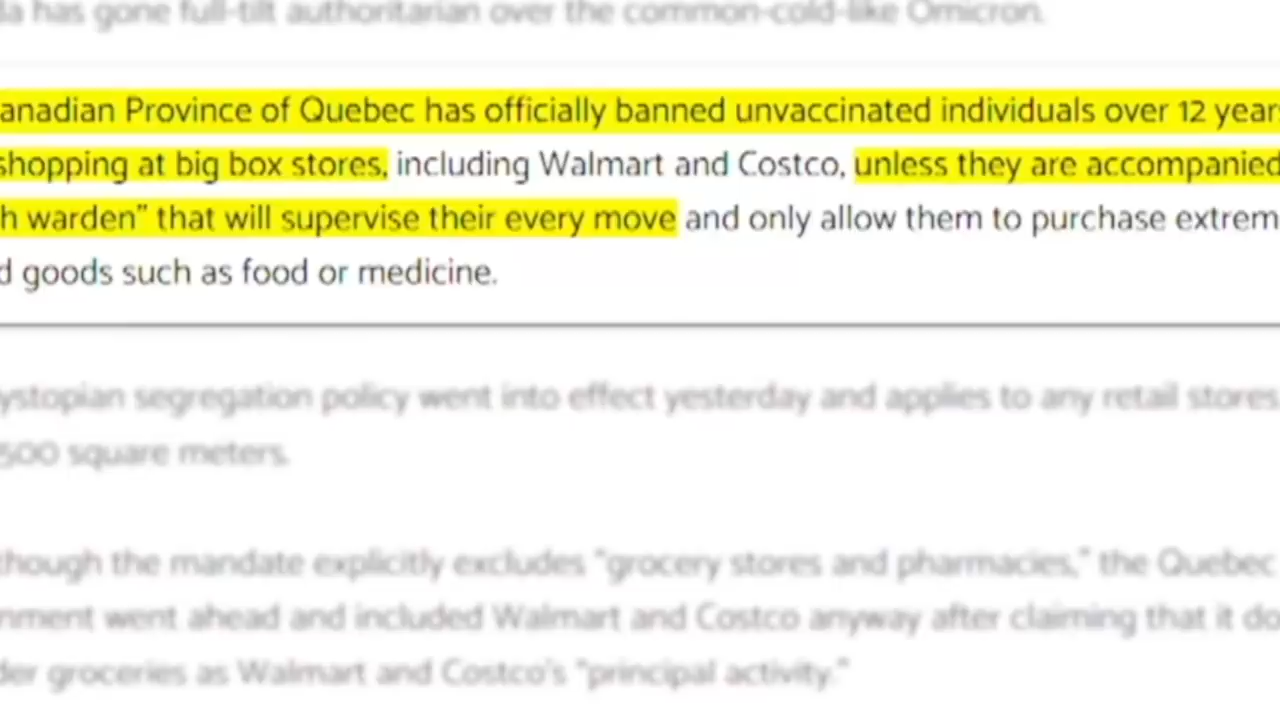 la has gone full-tilt authoritarian over the common-cold-like Omicron.
anadian Province of Quebec has officially banned unvaccinated individuals over 12 year
shopping at big box stores, including Walmart and Costco, unless they are accompanied
h warden” that will supervise their every move and only allow them to purchase extrem
d goods such as food or medicine.
ystopian segregation policy went into effect yesterday and applies to any retail stores
500 square meters.
though the mandate explicitly excludes “grocery stores and pharmacies,” the Quebec
nment went ahead and included Walmart and Costco anyway after claiming that it do
der groceries as Walmart and Costco's “principal activity.”